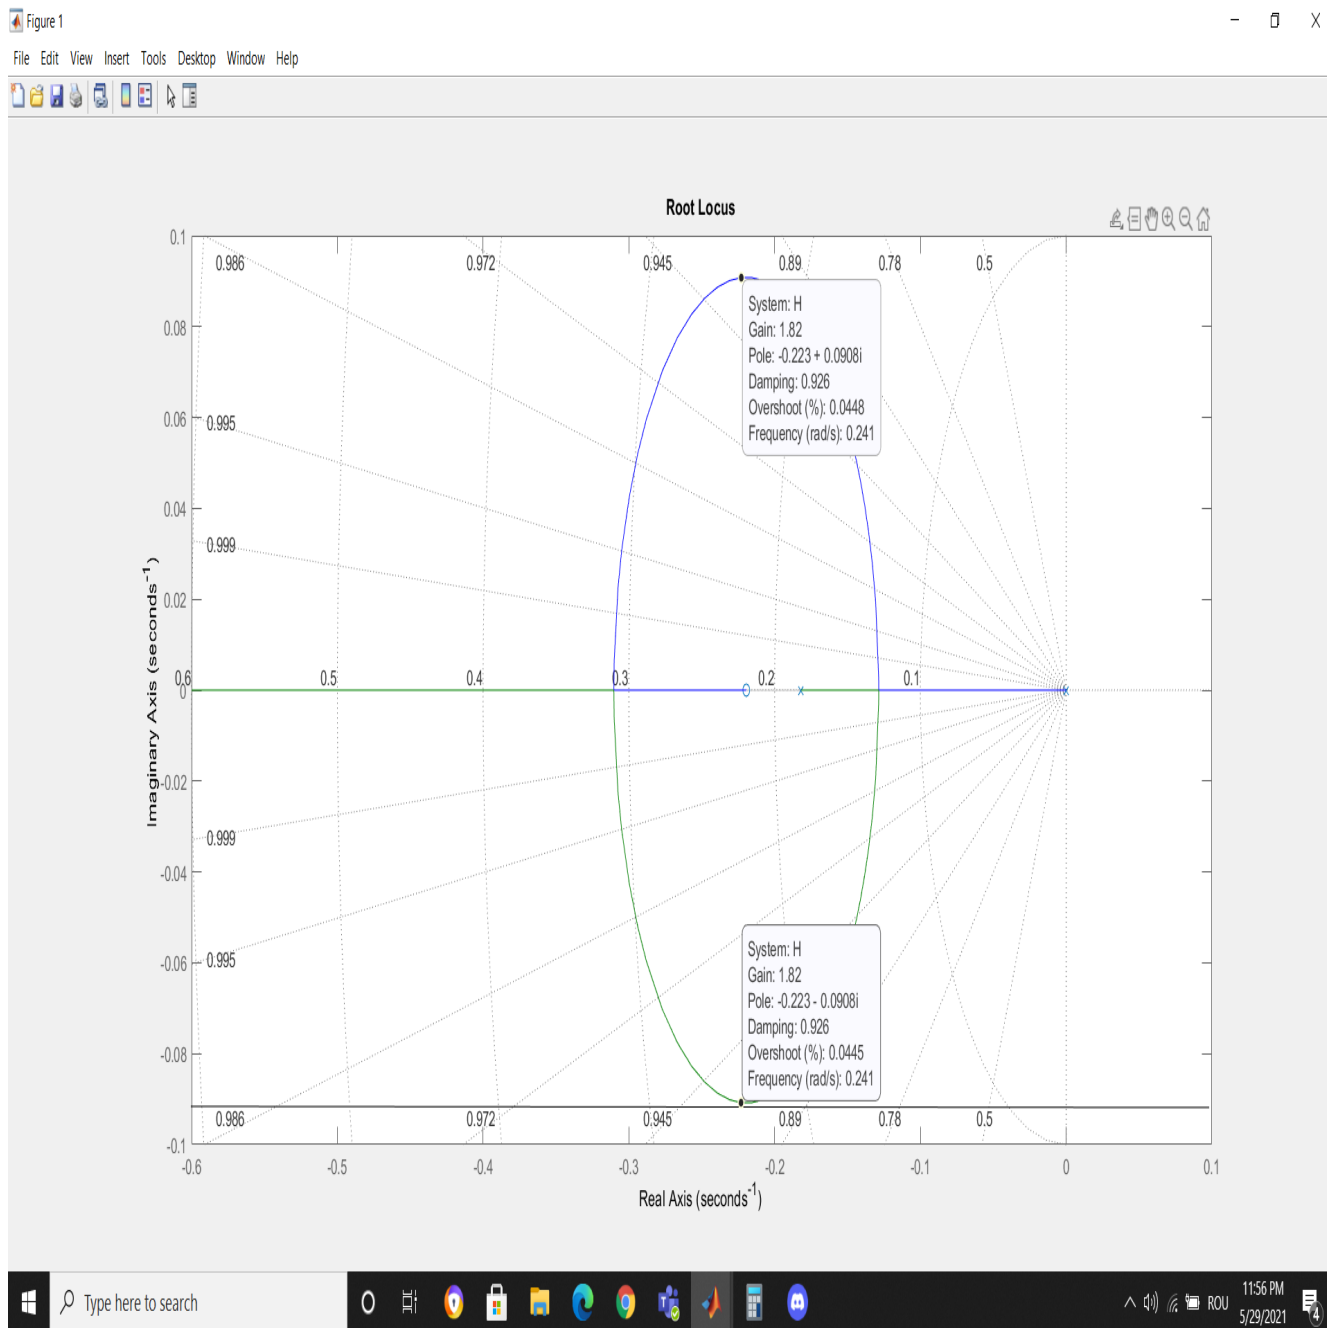 Figure 1
File Edit View Insert Tools Desktop Window Help
Root Locus
0.986 0.972 0.945 0.89 0.78 0.5
System: H
Gain: 1.82
Pole: -0.223 + 0.0908i
Damping: 0.926
Overshoot (%): 0.0448
Frequency (rad/s): 0.241
0.995
0.999
0.6 0.5 0.4 0.3 0.2 0.1
0.999
0.995
System: H
Gain: 1.82
Pole: -0.223 - 0.0908i
Damping: 0.926
Overshoot (%): 0.0445
Frequency (rad/s): 0.241
0.986 0.972 0.945 0.89 0.78 0.5
0.1
0.08
0.06
0.04
0.02
0
-0.02
-0.04
-0.06
-0.08
-0.1
Imaginary Axis (seconds⁻¹)
-0.6 -0.5 -0.4 -0.3 -0.2 -0.1 0 0.1
Real Axis (seconds⁻¹)
Type here to search
ROU
11:56 PM
5/29/2021
4